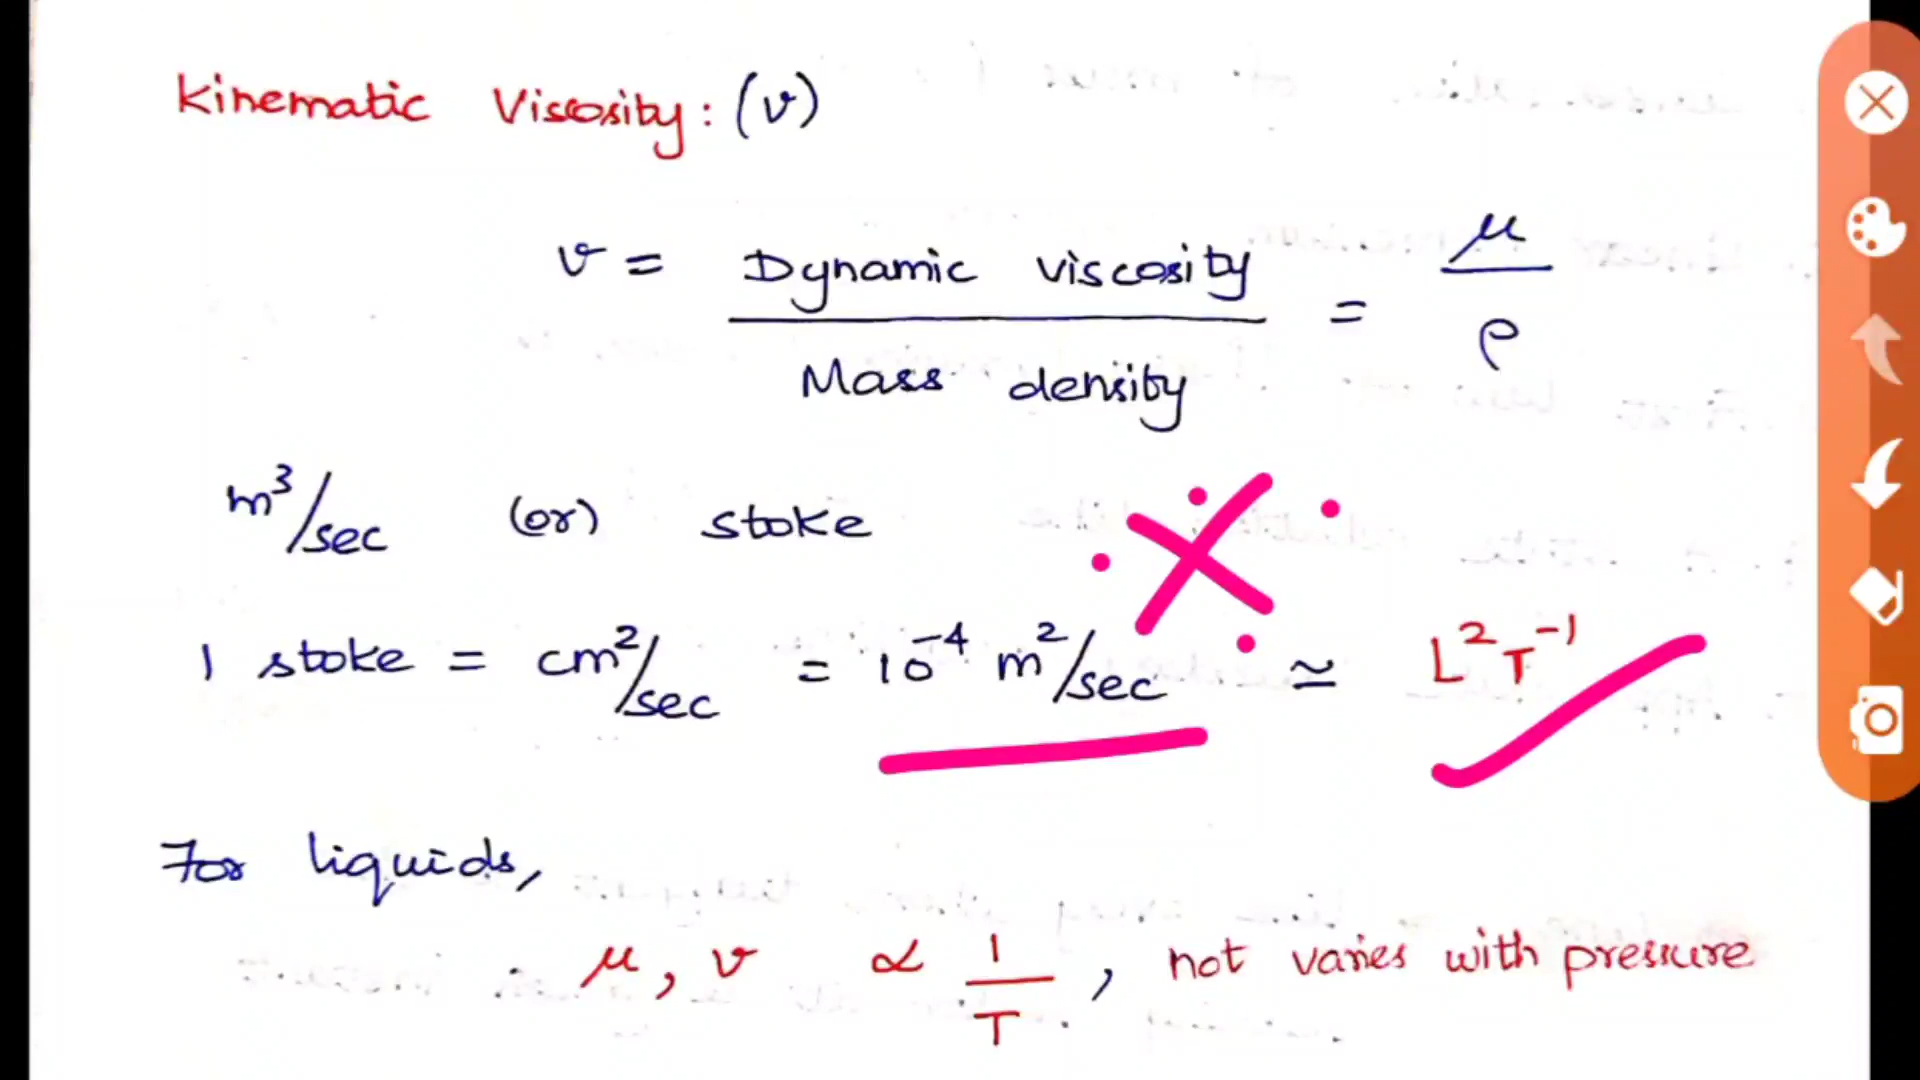 Kinematic Viscosity: (ν)
ν = Dynamic viscosity / Mass density = μ / ρ
m³/sec (or) stoke
1 stoke = cm²/sec = 10⁻⁴ m²/sec ≃ L²T⁻¹
For liquids,
μ, ν ∝ 1/T, not varies with pressure